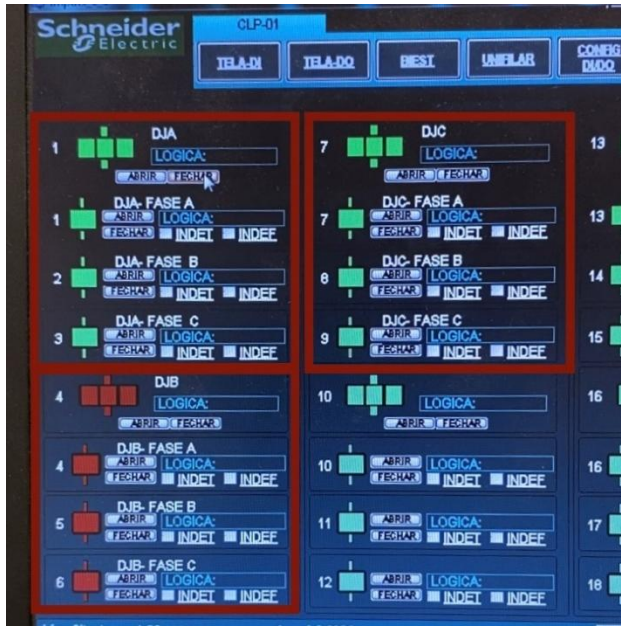 Schneider
Electric
CLP-01
TELA-DI
TELA-DO
BIEST
UNIFILAR
CONFIG
DUDO
1
DJA
LOGICA:
ABRIR
FECHAR
1
DJA- FASE A
ABRIR
LOGICA:
FECHAR
INDET
INDEF
2
DJA- FASE B
ABRIR
LOGICA:
FECHAR
INDET
INDEF
3
DJA- FASE C
ABRIR
LOGICA:
FECHAR
INDET
INDEF
4
DJB
LOGICA:
ABRIR
FECHAR
4
DJB- FASE A
ABRIR
LOGICA:
FECHAR
INDET
INDEF
5
DJB- FASE B
ABRIR
LOGICA:
FECHAR
INDET
INDEF
6
DJB- FASE C
ABRIR
LOGICA:
FECHAR
INDET
INDEF
7
DJC
LOGICA:
ABRIR
FECHAR
7
DJC- FASE A
ABRIR
LOGICA:
FECHAR
INDET
INDEF
8
DJC- FASE B
ABRIR
LOGICA:
FECHAR
INDET
INDEF
9
DJC- FASE C
ABRIR
LOGICA:
FECHAR
INDET
INDEF
10
LOGICA:
ABRIR
FECHAR
10
ABRIR
LOGICA:
FECHAR
INDET
INDEF
11
ABRIR
LOGICA:
FECHAR
INDET
INDEF
12
ABRIR
LOGICA:
FECHAR
INDET
INDEF
13
13
14
15
16
16
17
18